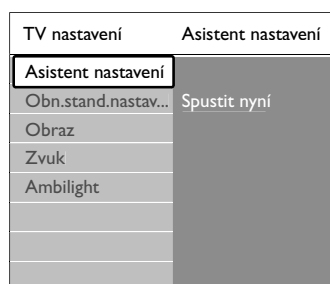 TV nastavení Asistent nastavení
Asistent nastavení
Obn.stand.nastav... Spustit nyní
Obraz
Zvuk
Ambilight